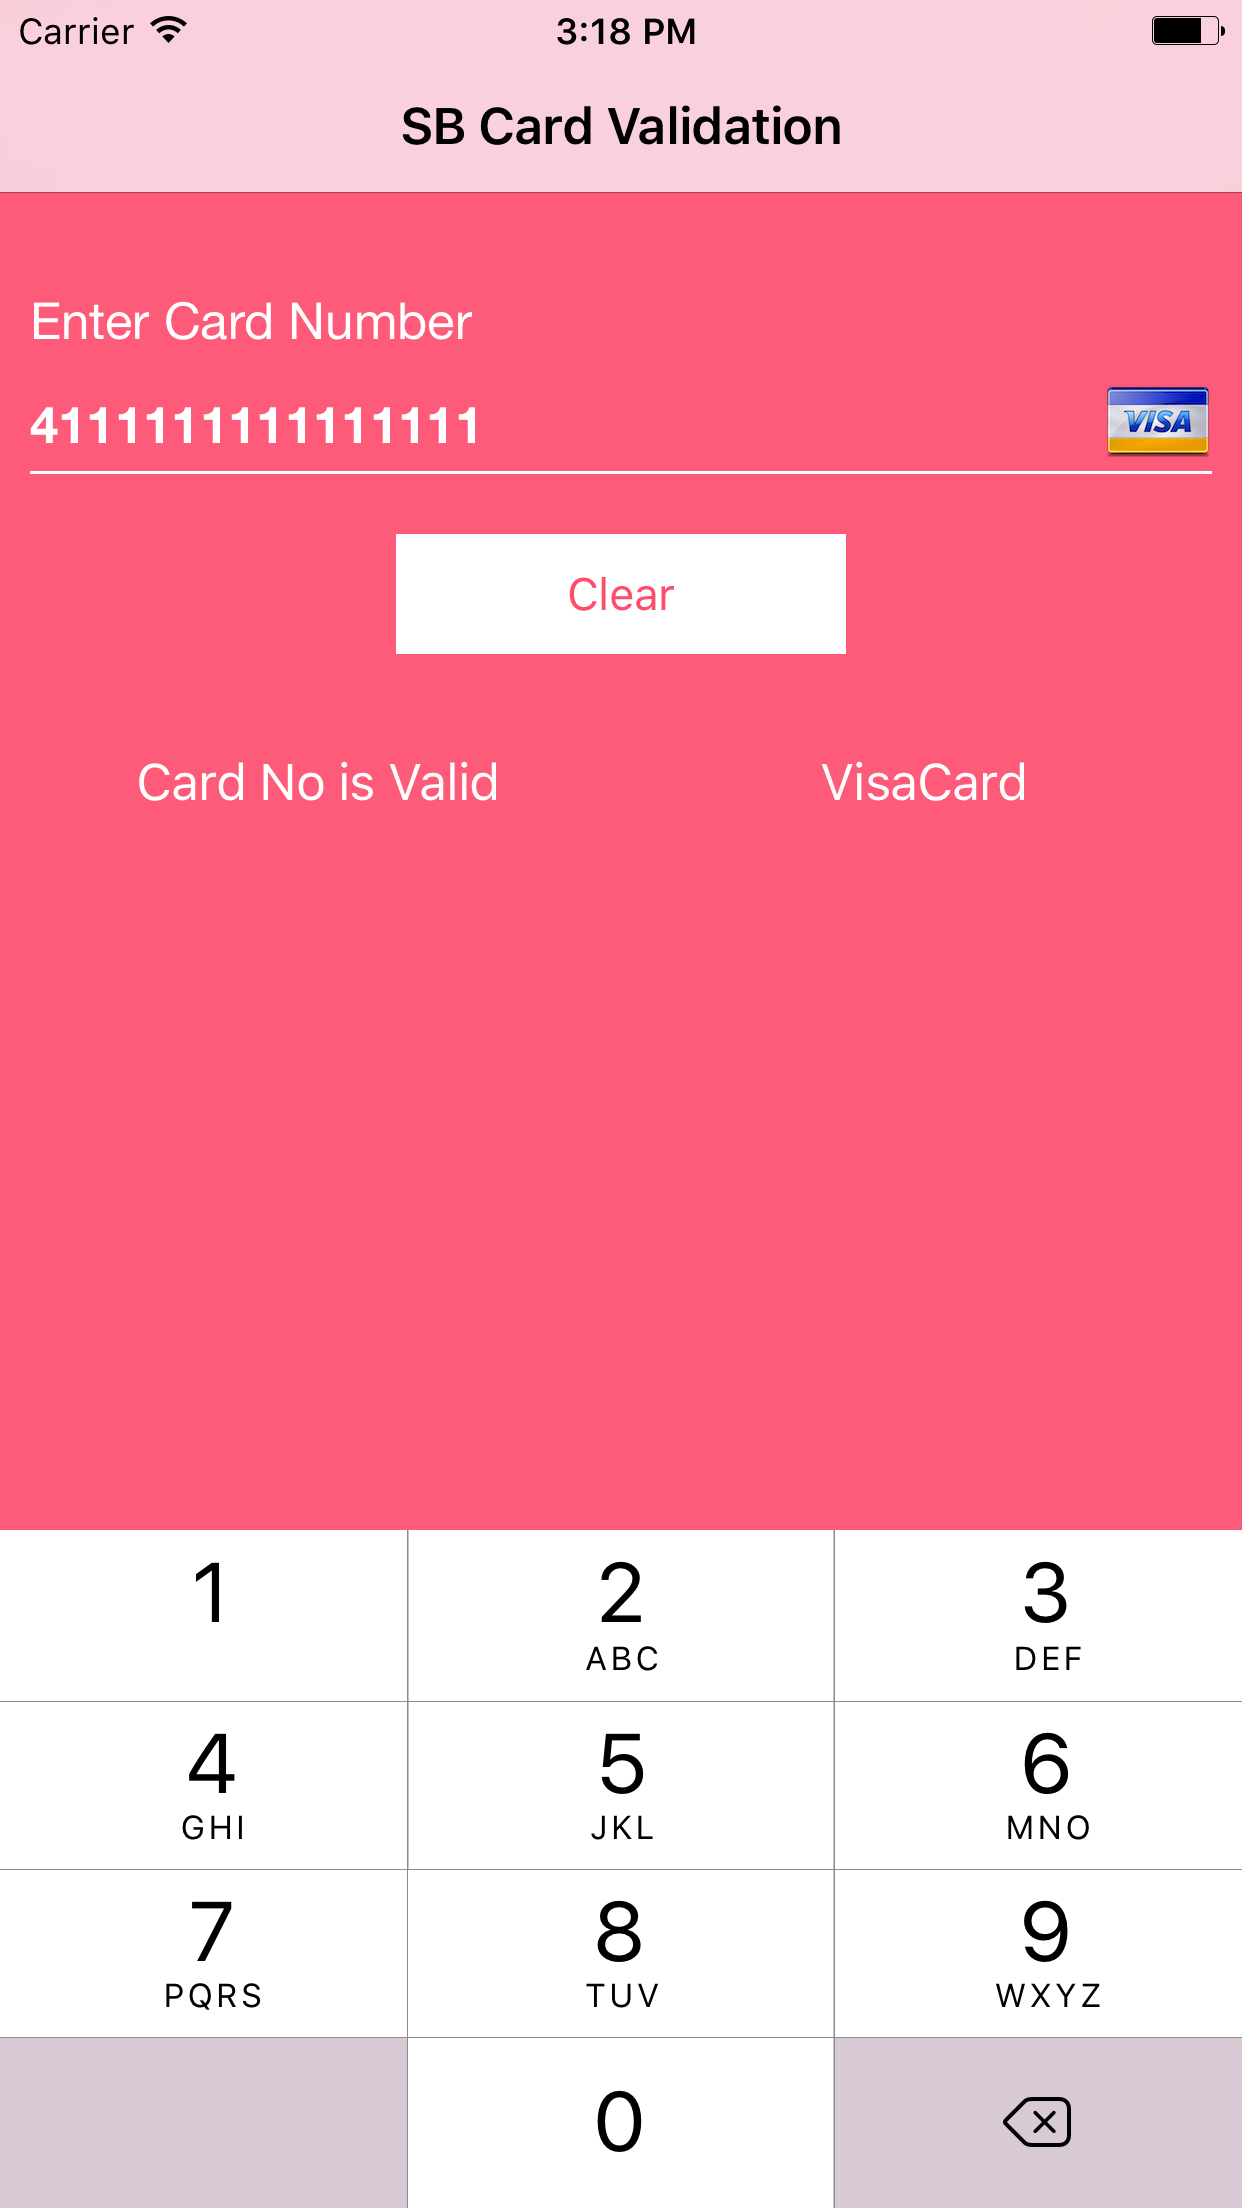 Carrier 3:18 PM
SB Card Validation
Enter Card Number
4111111111111111
VISA
Clear
Card No is Valid VisaCard
1 2 3
ABC DEF
4 5 6
GHI JKL MNO
7 8 9
PQRS TUV WXYZ
0